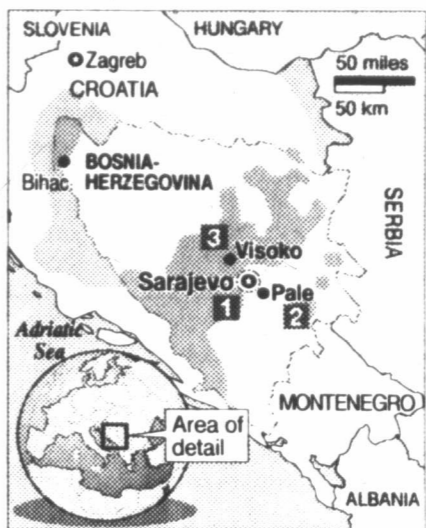 SLOVENIA
HUNGARY
Zagreb
CROATIA
50 miles
50 km
BOSNIA-
HERZEGOVINA
Bihac
SERBIA
3
Visoko
Sarajevo
Pale
1
2
Adriatic
Sea
MONTENEGRO
Area of
detail
ALBANIA